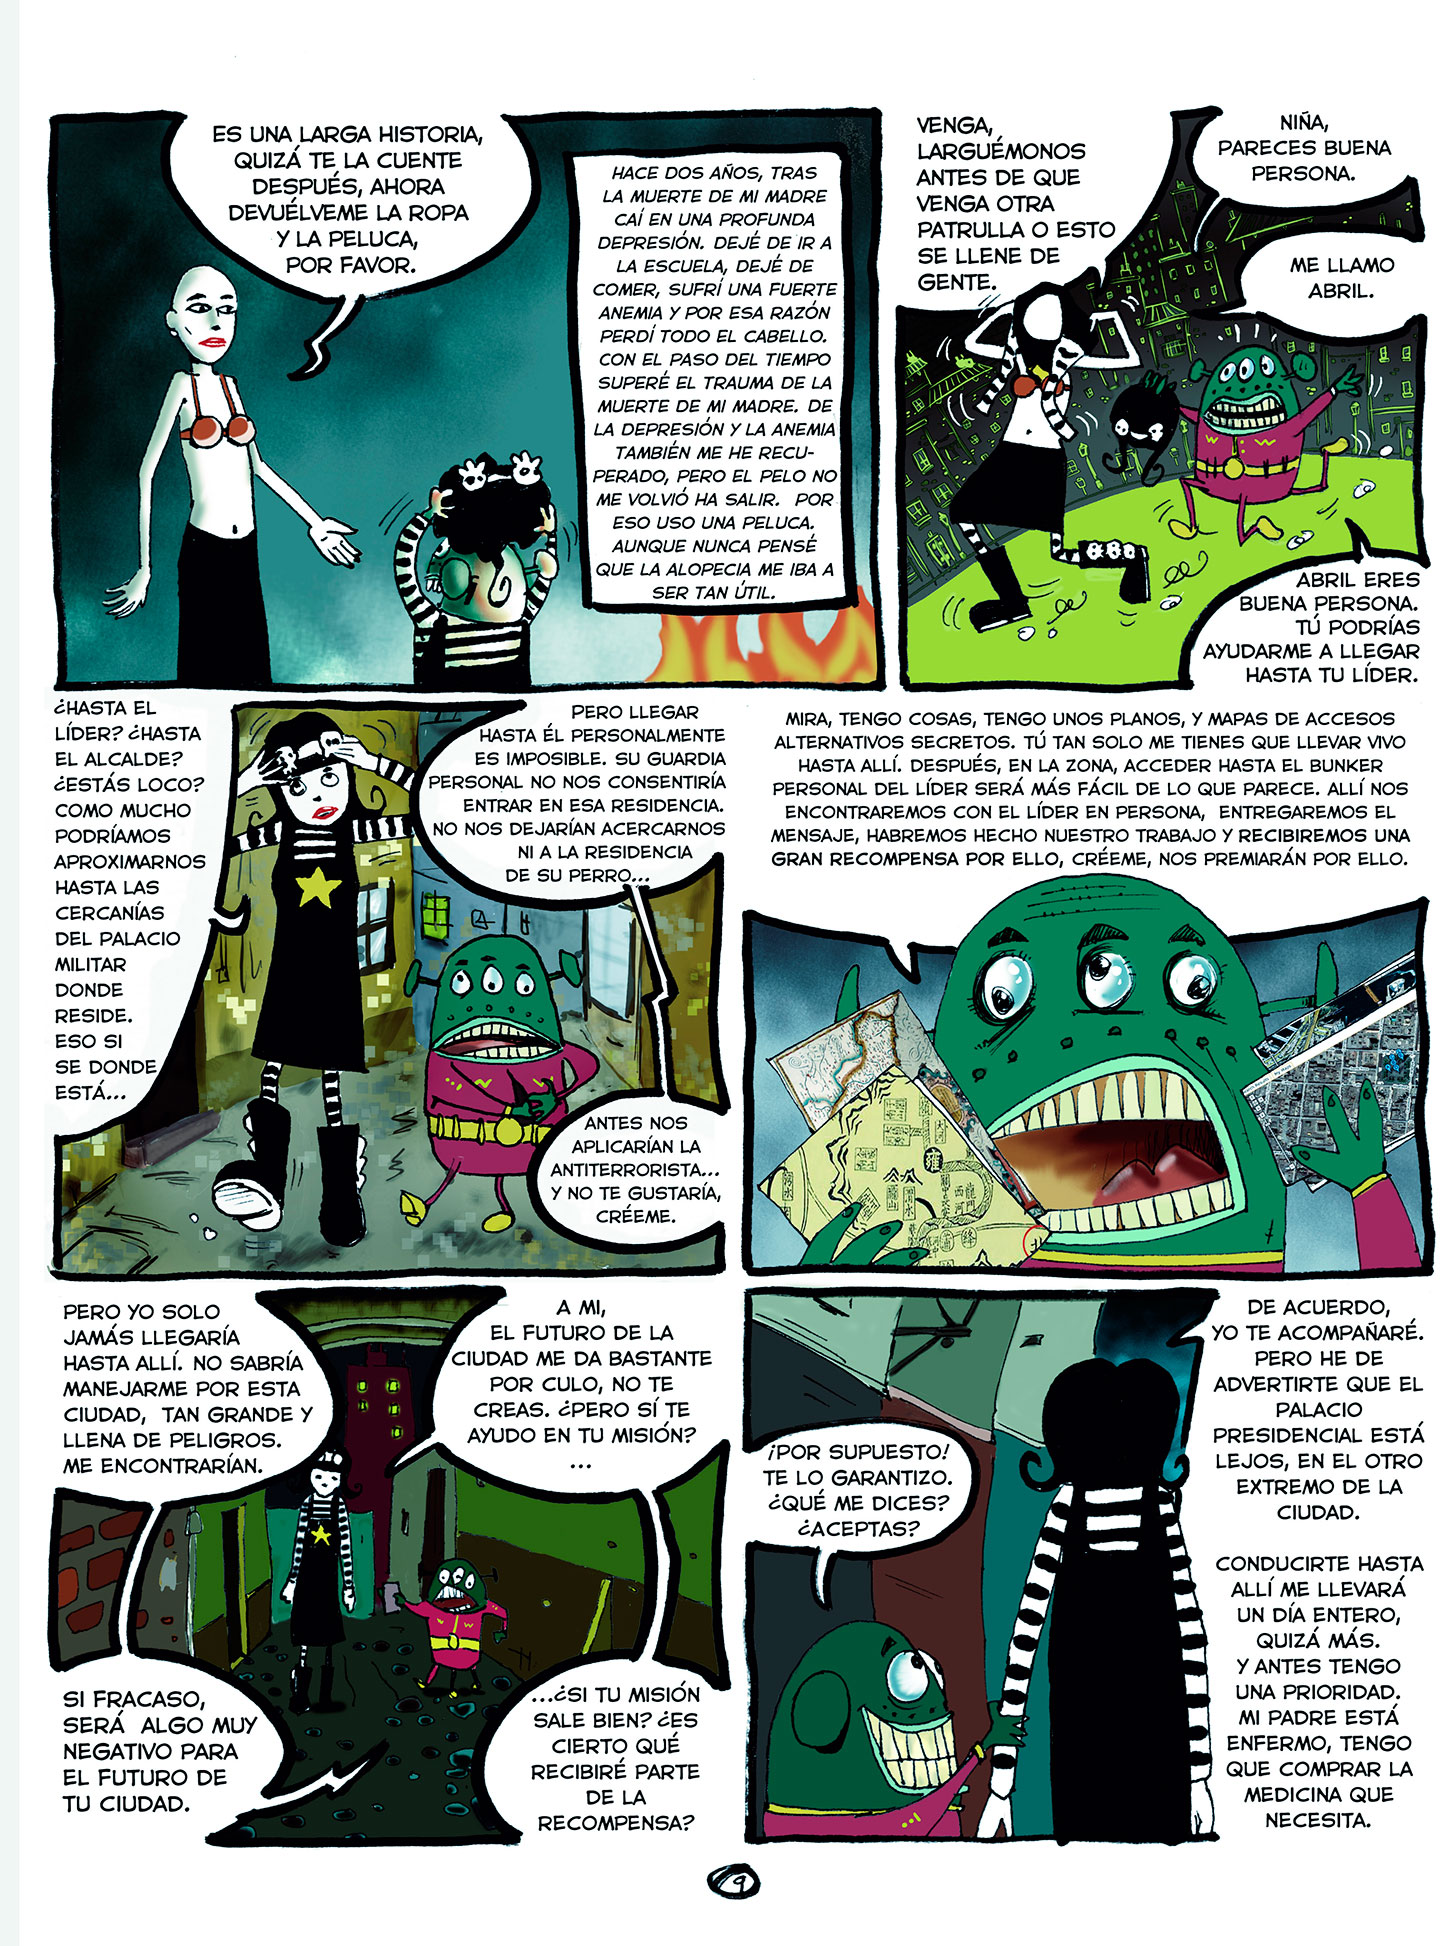 ES UNA LARGA HISTORIA,
QUIZÁ TE LA CUENTE
DESPUÉS, AHORA
DEVUÉLVEME LA ROPA
Y LA PELUCA,
POR FAVOR.
HACE DOS AÑOS, TRAS
LA MUERTE DE MI MADRE
CAÍ EN UNA PROFUNDA
DEPRESIÓN. DEJÉ DE IR A
LA ESCUELA, DEJÉ DE
COMER, SUFRÍ UNA FUERTE
ANEMIA Y POR ESA RAZÓN
PERDÍ TODO EL CABELLO.
CON EL PASO DEL TIEMPO
SUPERÉ EL TRAUMA DE LA
MUERTE DE MI MADRE. DE
LA DEPRESIÓN Y LA ANEMIA
TAMBIÉN ME HE RECU-
PERADO, PERO EL PELO NO
ME VOLVIÓ HA SALIR. POR
ESO USO UNA PELUCA.
AUNQUE NUNCA PENSÉ
QUE LA ALOPECIA ME IBA A
SER TAN ÚTIL.
VENGA,
LARGUÉMONOS
ANTES DE QUE
VENGA OTRA
PATRULLA O ESTO
SE LLENE DE
GENTE.
NIÑA,
PARECES BUENA
PERSONA.
ME LLAMO
ABRIL.
ABRIL ERES
BUENA PERSONA.
TÚ PODRÍAS
AYUDARME A LLEGAR
HASTA TU LÍDER.
¿HASTA EL
LÍDER? ¿HASTA
EL ALCALDE?
¿ESTÁS LOCO?
COMO MUCHO
PODRÍAMOS
APROXIMARNOS
HASTA LAS
CERCANÍAS
DEL PALACIO
MILITAR
DONDE
RESIDE.
ESO SI
SE DONDE
ESTÁ...
PERO LLEGAR
HASTA ÉL PERSONALMENTE
ES IMPOSIBLE. SU GUARDIA
PERSONAL NO NOS CONSENTIRÍA
ENTRAR EN ESA RESIDENCIA.
NO NOS DEJARÍAN ACERCARNOS
NI A LA RESIDENCIA
DE SU PERRO...
ANTES NOS
APLICARÍAN LA
ANTITERRORISTA...
Y NO TE GUSTARÍA,
CRÉEME.
MIRA, TENGO COSAS, TENGO UNOS PLANOS, Y MAPAS DE ACCESOS
ALTERNATIVOS SECRETOS. TÚ TAN SOLO ME TIENES QUE LLEVAR VIVO
HASTA ALLÍ. DESPUÉS, EN LA ZONA, ACCEDER HASTA EL BUNKER
PERSONAL DEL LÍDER SERÁ MÁS FÁCIL DE LO QUE PARECE. ALLÍ NOS
ENCONTRAREMOS CON EL LÍDER EN PERSONA, ENTREGAREMOS EL
MENSAJE, HABREMOS HECHO NUESTRO TRABAJO Y RECIBIREMOS UNA
GRAN RECOMPENSA POR ELLO, CRÉEME, NOS PREMIARÁN POR ELLO.
PERO YO SOLO
JAMÁS LLEGARÍA
HASTA ALLÍ. NO SABRÍA
MANEJARME POR ESTA
CIUDAD, TAN GRANDE Y
LLENA DE PELIGROS.
ME ENCONTRARÍAN.
SI FRACASO,
SERÁ ALGO MUY
NEGATIVO PARA
EL FUTURO DE
TU CIUDAD.
A MI,
EL FUTURO DE LA
CIUDAD ME DA BASTANTE
POR CULO, NO TE
CREAS. ¿PERO SÍ TE
AYUDO EN TU MISIÓN?
...
...¿SI TU MISIÓN
SALE BIEN? ¿ES
CIERTO QUÉ
RECIBIRÉ PARTE
DE LA
RECOMPENSA?
¡POR SUPUESTO!
TE LO GARANTIZO.
¿QUÉ ME DICES?
¿ACEPTAS?
DE ACUERDO,
YO TE ACOMPAÑARÉ.
PERO HE DE
ADVERTIRTE QUE EL
PALACIO
PRESIDENCIAL ESTÁ
LEJOS, EN EL OTRO
EXTREMO DE LA
CIUDAD.
CONDUCIRTE HASTA
ALLÍ ME LLEVARÁ
UN DÍA ENTERO,
QUIZÁ MÁS.
Y ANTES TENGO
UNA PRIORIDAD.
MI PADRE ESTÁ
ENFERMO, TENGO
QUE COMPRAR LA
MEDICINA QUE
NECESITA.
9